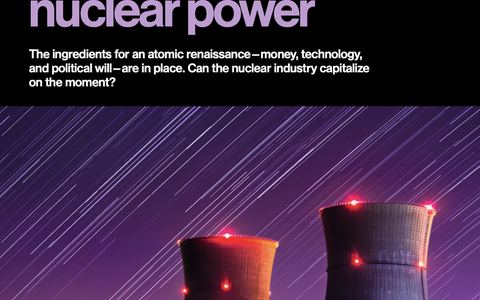 nuclear power
The ingredients for an atomic renaissance—money, technology,
and political will—are in place. Can the nuclear industry capitalize
on the moment?